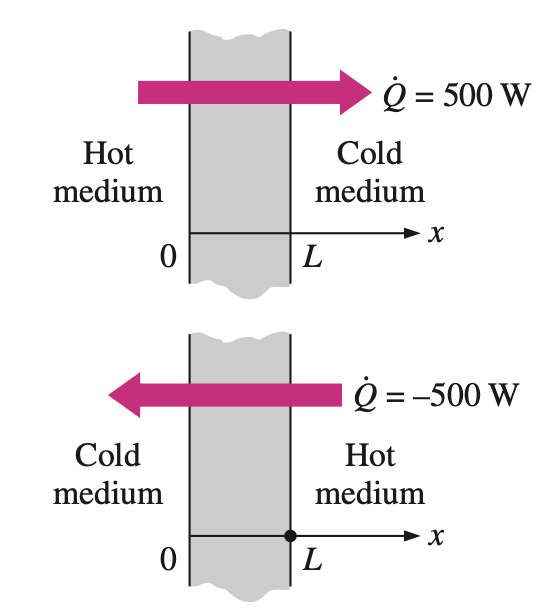 Q̇ = 500 W
Hot
medium
Cold
medium
x
0
L
Q̇ = –500 W
Cold
medium
Hot
medium
x
0
L